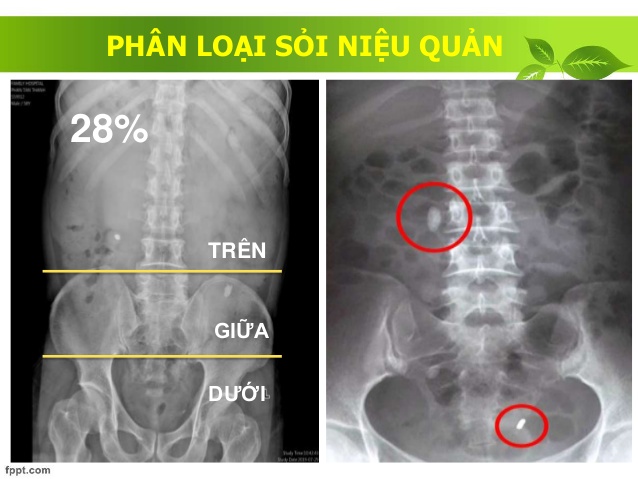 PHÂN LOẠI SỎI NIỆU QUẢN
28%
TRÊN
GIỮA
DƯỚI
fppt.com